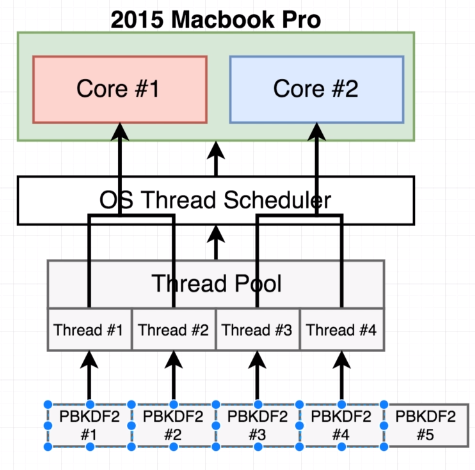 2015 Macbook Pro
Core #1
Core #2
OS Thread Scheduler
Thread Pool
Thread #1
Thread #2
Thread #3
Thread #4
PBKDF2
#1
PBKDF2
#2
PBKDF2
#3
PBKDF2
#4
PBKDF2
#5